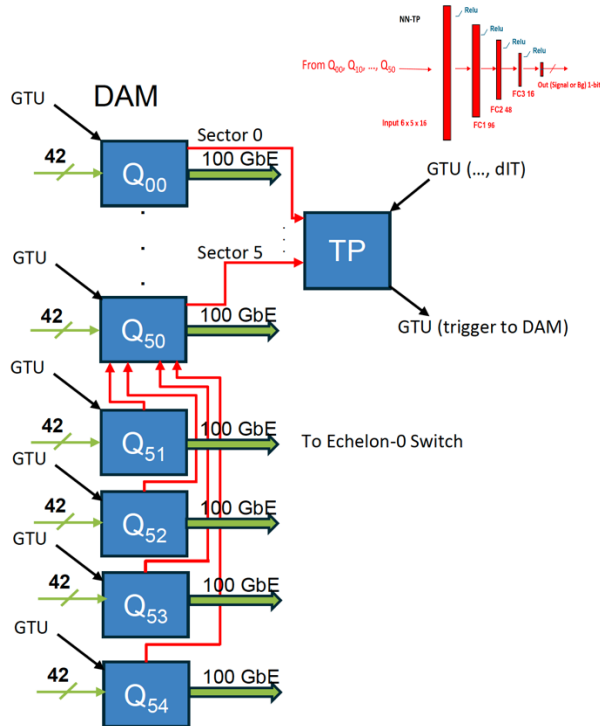 NN-TP
Relu
Relu
Relu
Relu
From Q₀₀, Q₁₀, ..., Q₅₀
Out (Signal or Bg) 1-bit
FC3 16
FC2 48
FC1 96
Input 6 x 5 x 16
DAM
GTU
Sector 0
42
Q₀₀
100 GbE
GTU (..., dIT)
TP
Sector 5
GTU
42
Q₅₀
100 GbE
GTU (trigger to DAM)
GTU
42
Q₅₁
100 GbE
To Echelon-0 Switch
GTU
42
Q₅₂
100 GbE
GTU
42
Q₅₃
100 GbE
GTU
42
Q₅₄
100 GbE